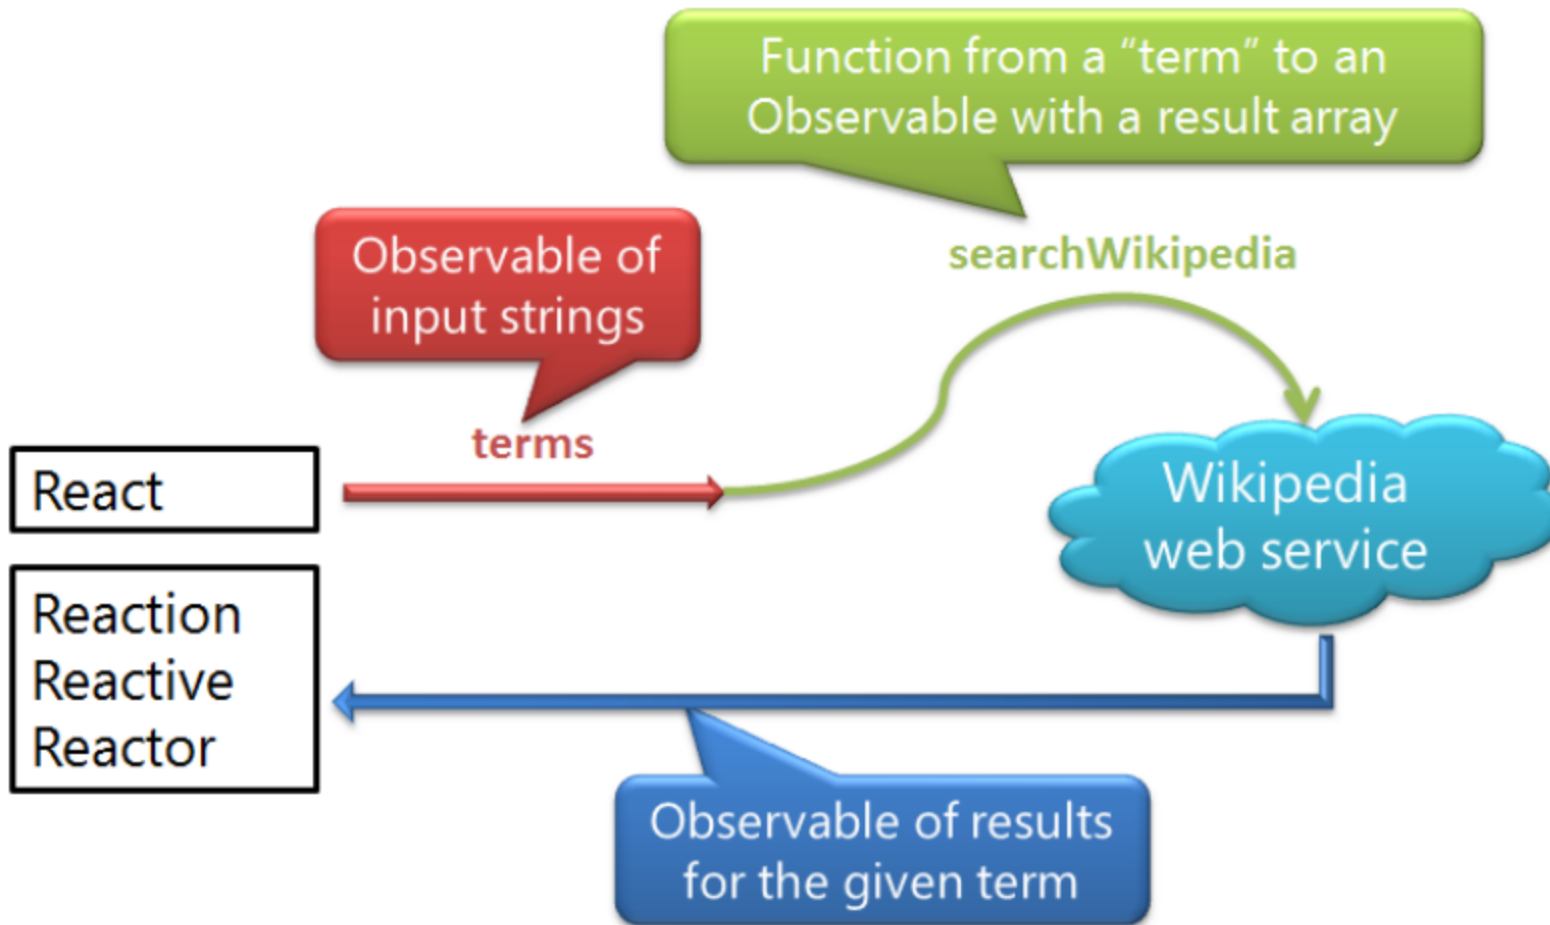 Function from a “term” to an
Observable with a result array
searchWikipedia
Observable of
input strings
terms
React
Wikipedia
web service
Reaction
Reactive
Reactor
Observable of results
for the given term